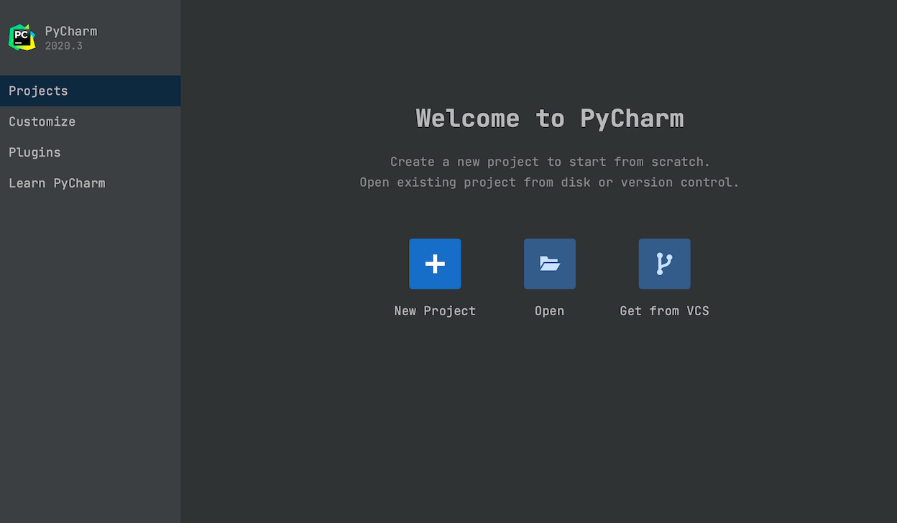 PC
PyCharm
2020.3
Projects
Customize
Plugins
Learn PyCharm
Welcome to PyCharm
Create a new project to start from scratch.
Open existing project from disk or version control.
New Project
Open
Get from VCS